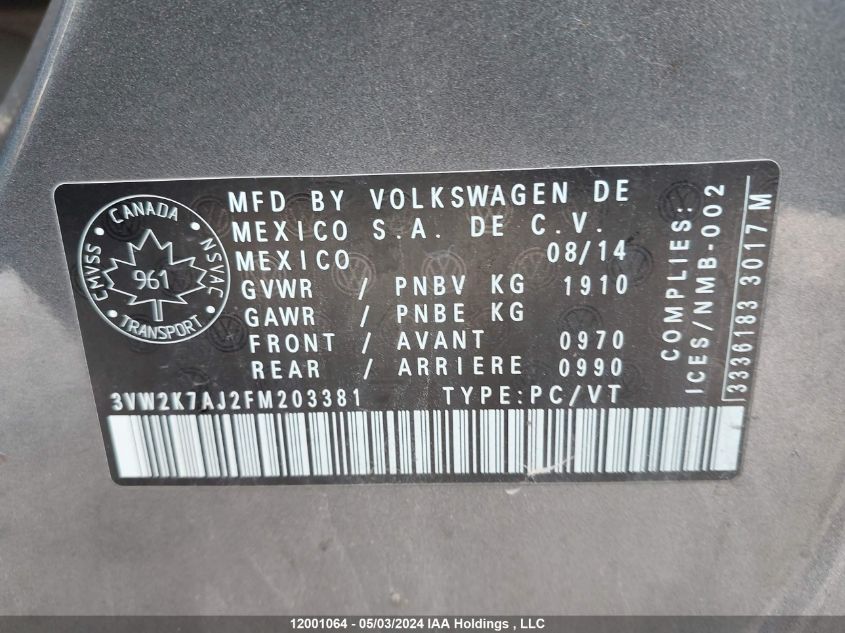 CANADA
CMVSS
NSVAC
961
TRANSPORT
MFD BY VOLKSWAGEN DE
MEXICO S.A. DE C.V.
MEXICO 08/14
GVWR / PNBV KG 1910
GAWR / PNBE KG
FRONT / AVANT 0970
REAR / ARRIERE 0990
3VW2K7AJ2FM203381 TYPE:PC/VT
COMPLIES:
ICES/NMB-002
3336183 3017 M
12001064 - 05/03/2024 IAA Holdings , LLC